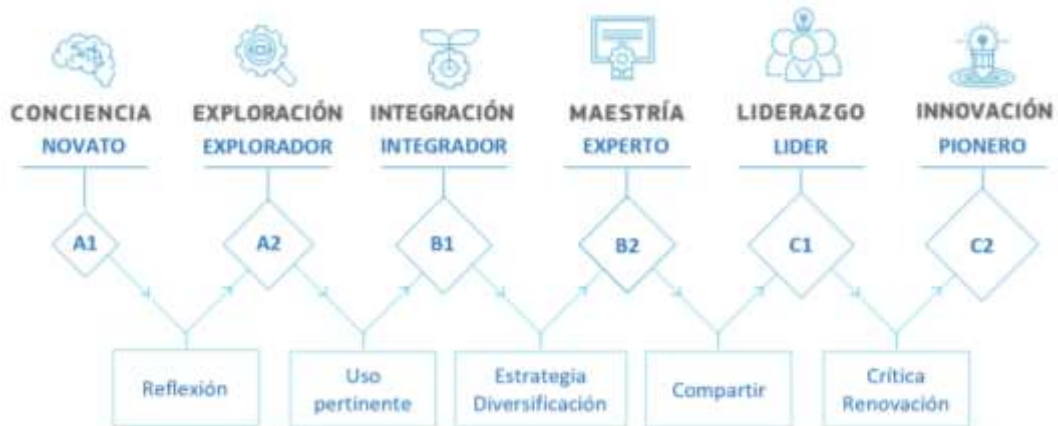 CONCIENCIA EXPLORACIÓN INTEGRACIÓN MAESTRÍA LIDERAZGO INNOVACIÓN
NOVATO EXPLORADOR INTEGRADOR EXPERTO LIDER PIONERO
A1 A2 B1 B2 C1 C2
Reflexión
Uso
pertinente
Estrategia
Diversificación
Compartir
Crítica
Renovación